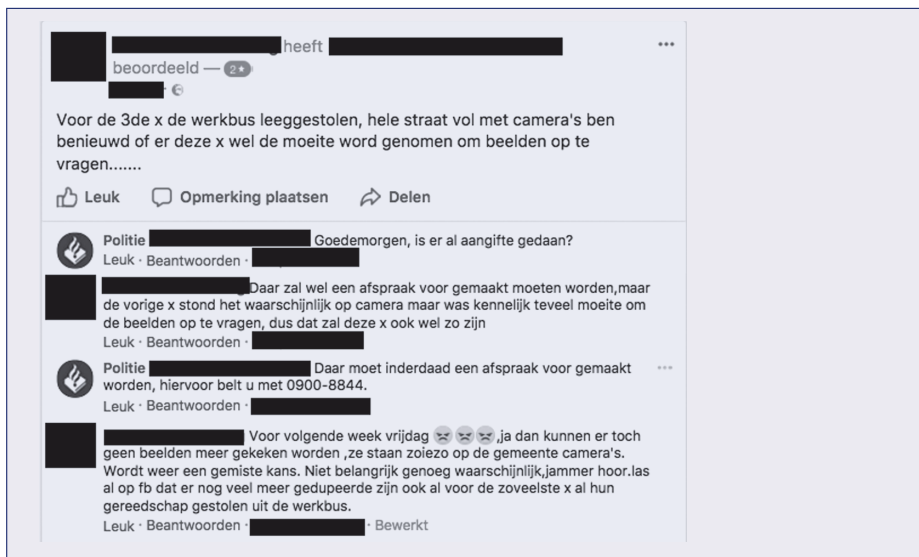 heeft
beoordeeld — 2★
Voor de 3de x de werkbus leeggestolen, hele straat vol met camera's ben
benieuwd of er deze x wel de moeite word genomen om beelden op te
vragen.......
Leuk Opmerking plaatsen Delen
Politie Goedemorgen, is er al aangifte gedaan?
Leuk · Beantwoorden ·
Daar zal wel een afspraak voor gemaakt moeten worden,maar
de vorige x stond het waarschijnlijk op camera maar was kennelijk teveel moeite om
de beelden op te vragen, dus dat zal deze x ook wel zo zijn
Leuk · Beantwoorden ·
Politie Daar moet inderdaad een afspraak voor gemaakt
worden, hiervoor belt u met 0900-8844.
Leuk · Beantwoorden ·
Voor volgende week vrijdag 😠 😠 😠 ,ja dan kunnen er toch
geen beelden meer gekeken worden ,ze staan zoiezo op de gemeente camera's.
Wordt weer een gemiste kans. Niet belangrijk genoeg waarschijnlijk,jammer hoor.las
al op fb dat er nog veel meer gedupeerde zijn ook al voor de zoveelste x al hun
gereedschap gestolen uit de werkbus.
Leuk · Beantwoorden · · Bewerkt